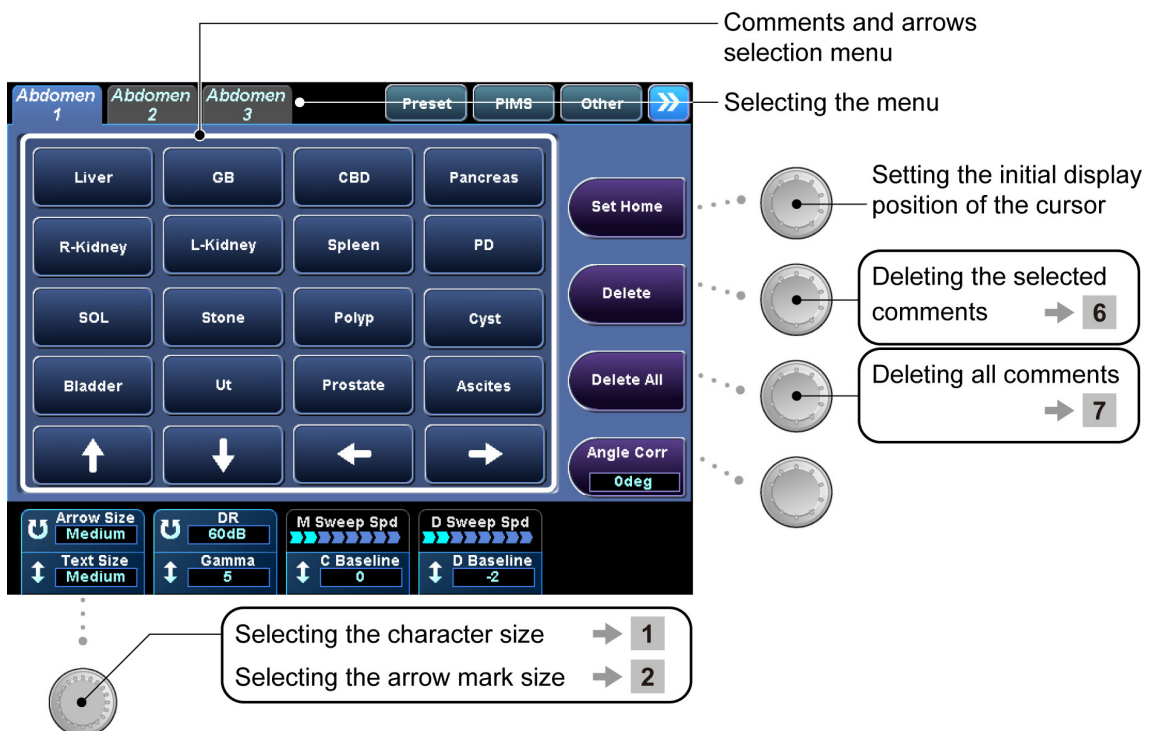 Comments and arrows
selection menu
Abdomen
1
Abdomen
2
Abdomen
3
Preset
PIMS
Other
Selecting the menu
Liver
GB
CBD
Pancreas
Set Home
Setting the initial display
position of the cursor
R-Kidney
L-Kidney
Spleen
PD
Delete
Deleting the selected
comments → 6
SOL
Stone
Polyp
Cyst
Delete All
Deleting all comments
→ 7
Bladder
Ut
Prostate
Ascites
↑
↓
←
→
Angle Corr
0deg
Arrow Size
Medium
DR
60dB
M Sweep Spd
D Sweep Spd
Text Size
Medium
Gamma
5
C Baseline
0
D Baseline
-2
Selecting the character size → 1
Selecting the arrow mark size → 2